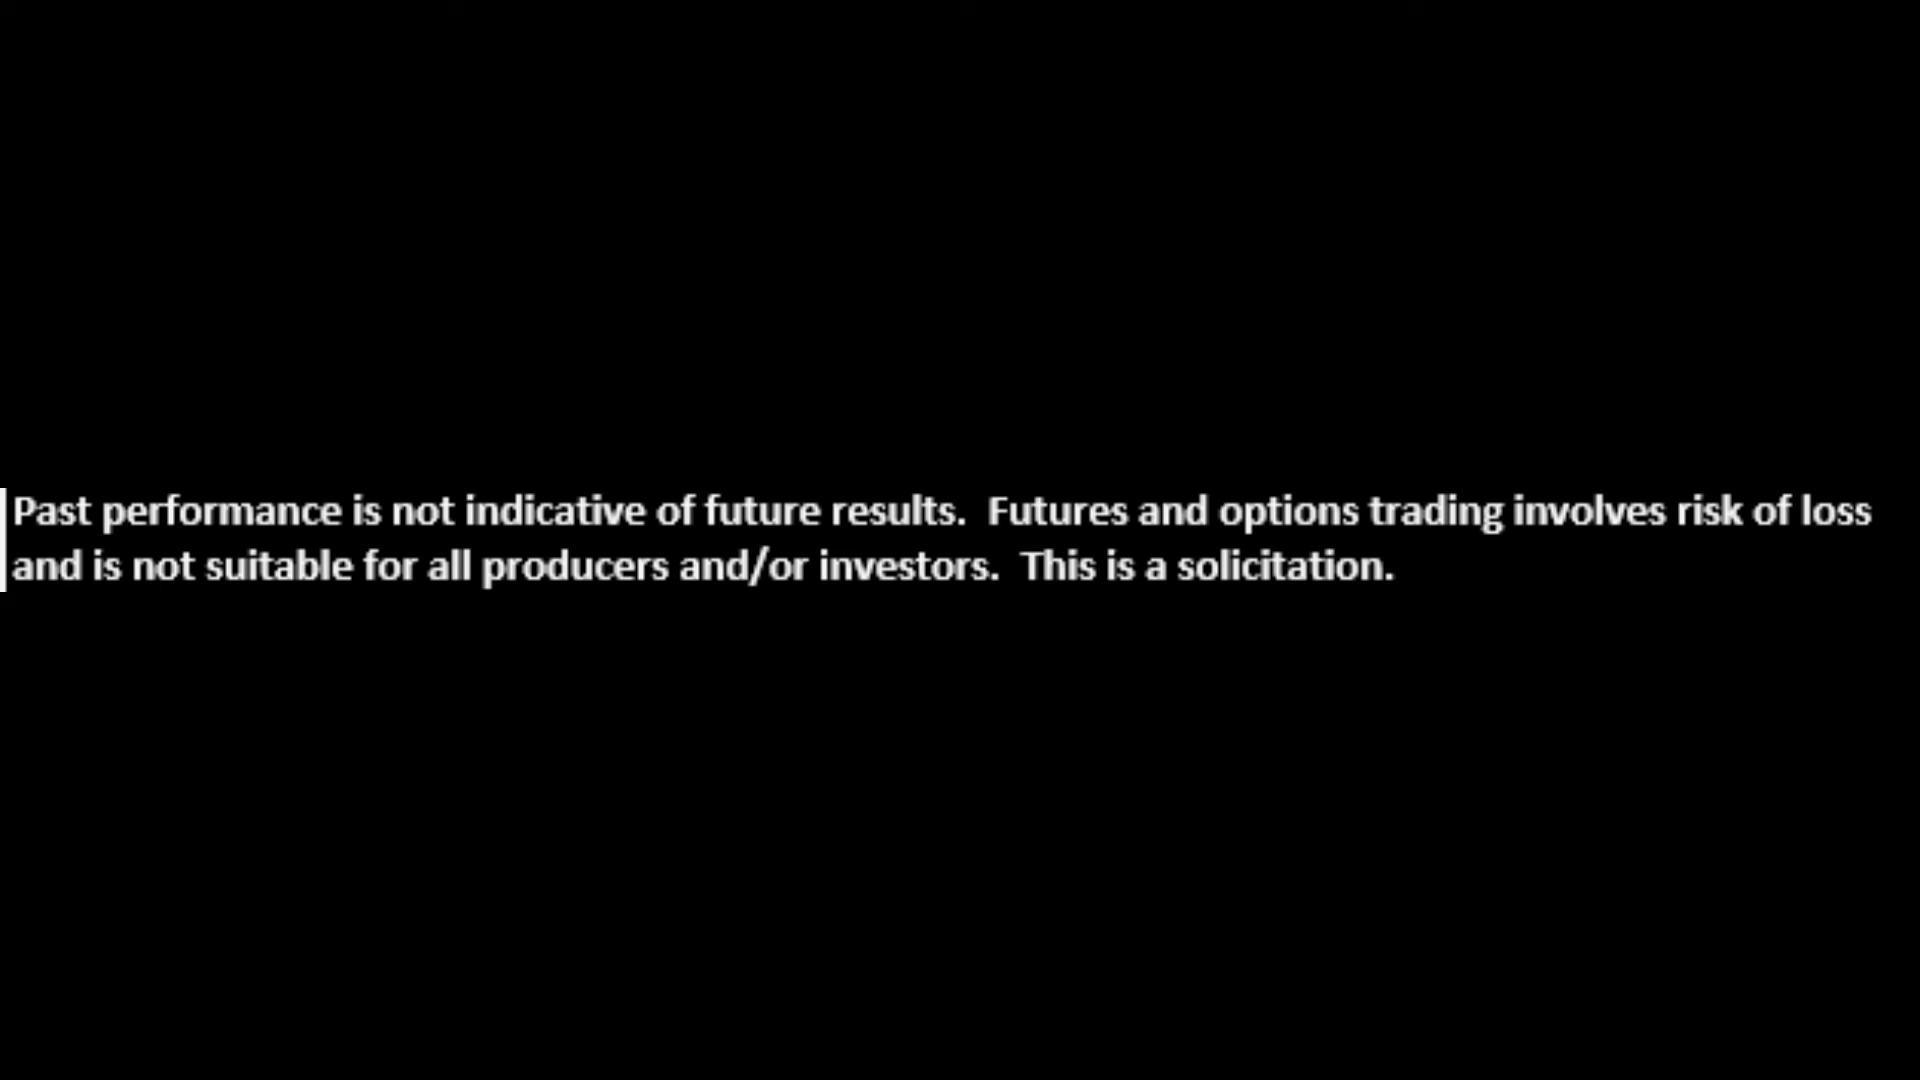 Past performance is not indicative of future results.  Futures and options trading involves risk of loss
and is not suitable for all producers and/or investors.  This is a solicitation.